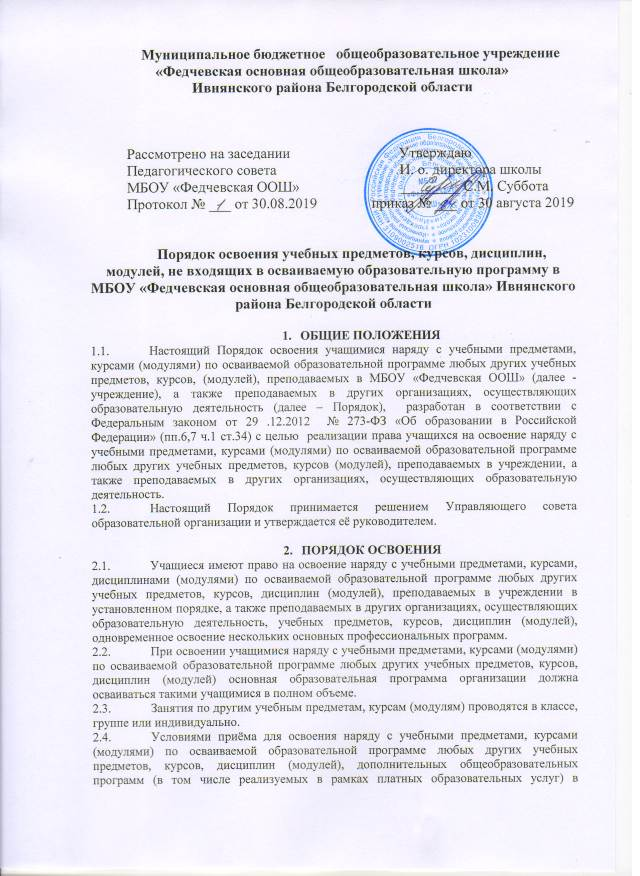 Муниципальное бюджетное общеобразовательное учреждение
«Федчевская основная общеобразовательная школа»
Ивнянского района Белгородской области
Рассмотрено на заседании
Педагогического совета
МБОУ «Федчевская ООШ»
Протокол № 1 от 30.08.2019
Утверждаю
И. о. директора школы
С.М. Суббота
приказ № от 30 августа 2019
Порядок освоения учебных предметов, курсов, дисциплин,
модулей, не входящих в осваиваемую образовательную программу в
МБОУ «Федчевская основная общеобразовательная школа» Ивнянского
района Белгородской области
1. ОБЩИЕ ПОЛОЖЕНИЯ
1.1. Настоящий Порядок освоения учащимися наряду с учебными предметами,
курсами (модулями) по осваиваемой образовательной программе любых других учебных
предметов, курсов, (модулей), преподаваемых в МБОУ «Федчевская ООШ» (далее -
учреждение), а также преподаваемых в других организациях, осуществляющих
образовательную деятельность (далее – Порядок), разработан в соответствии с
Федеральным законом от 29 .12.2012 № 273-ФЗ «Об образовании в Российской
Федерации» (пп.6,7 ч.1 ст.34) с целью реализации права учащихся на освоение наряду с
учебными предметами, курсами (модулями) по осваиваемой образовательной программе
любых других учебных предметов, курсов (модулей), преподаваемых в учреждении, а
также преподаваемых в других организациях, осуществляющих образовательную
деятельность.
1.2. Настоящий Порядок принимается решением Управляющего совета
образовательной организации и утверждается её руководителем.
2. ПОРЯДОК ОСВОЕНИЯ
2.1. Учащиеся имеют право на освоение наряду с учебными предметами, курсами,
дисциплинами (модулями) по осваиваемой образовательной программе любых других
учебных предметов, курсов, дисциплин (модулей), преподаваемых в учреждении в
установленном порядке, а также преподаваемых в других организациях, осуществляющих
образовательную деятельность, учебных предметов, курсов, дисциплин (модулей),
одновременное освоение нескольких основных профессиональных программ.
2.2. При освоении учащимися наряду с учебными предметами, курсами (модулями)
по осваиваемой образовательной программе любых других учебных предметов, курсов,
дисциплин (модулей) основная образовательная программа организации должна
осваиваться такими учащимися в полном объеме.
2.3. Занятия по другим учебным предметам, курсам (модулям) проводятся в классе,
группе или индивидуально.
2.4. Условиями приёма для освоения наряду с учебными предметами, курсами
(модулями) по осваиваемой образовательной программе любых других учебных
предметов, курсов, дисциплин (модулей), дополнительных общеобразовательных
программ (в том числе реализуемых в рамках платных образовательных услуг) в